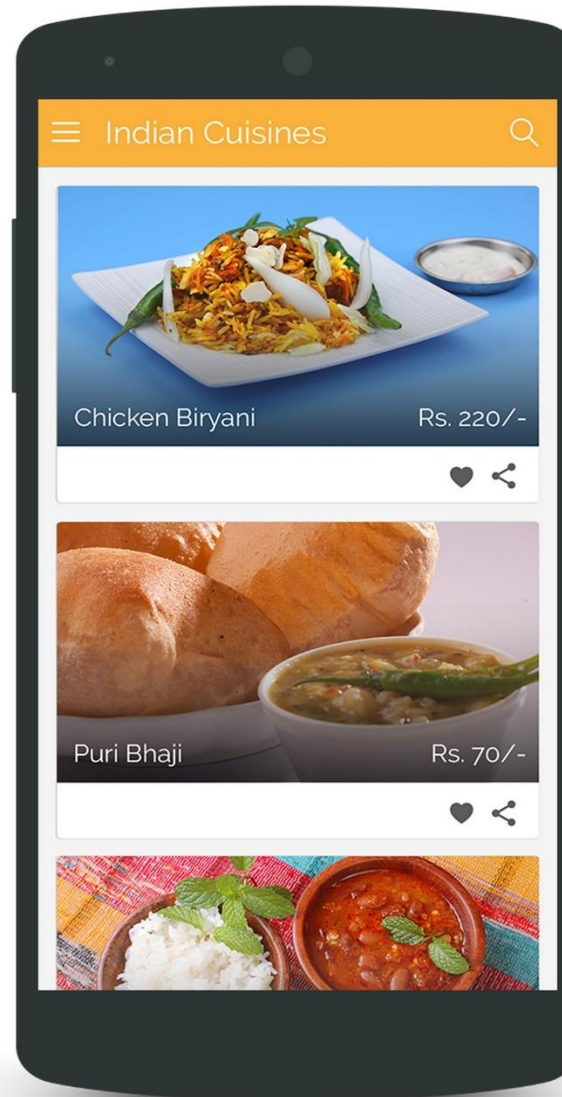 Indian Cuisines
Chicken Biryani Rs. 220/-
Puri Bhaji Rs. 70/-